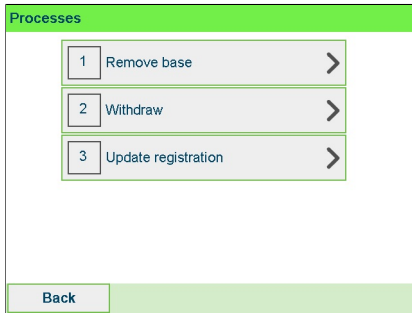 Processes
1 Remove base
2 Withdraw
3 Update registration
Back